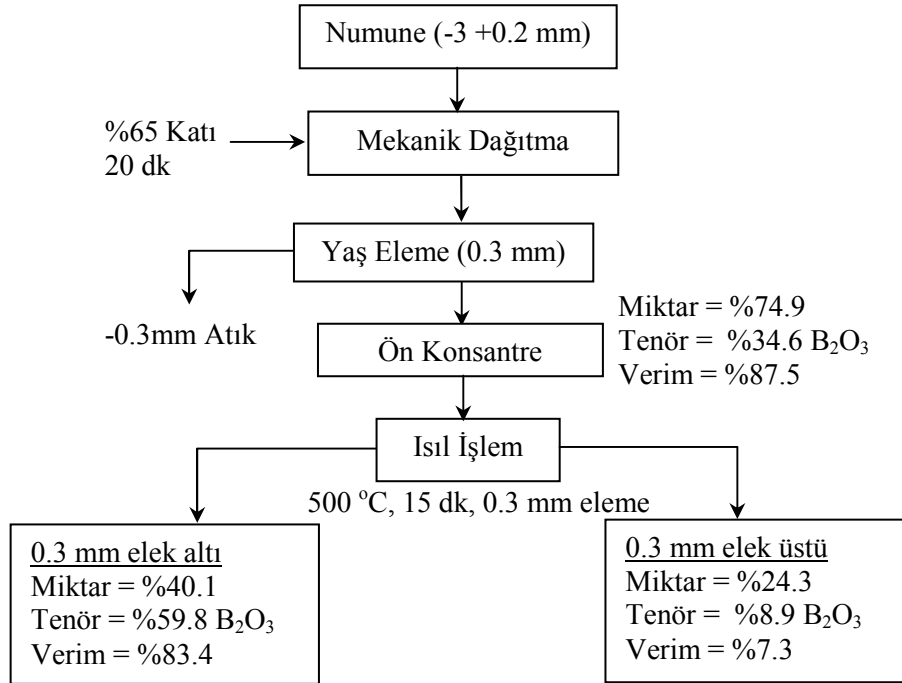 Numune (-3 +0.2 mm)
%65 Katı
20 dk
Mekanik Dağıtma
Yaş Eleme (0.3 mm)
-0.3mm Atık
Miktar = %74.9
Tenör = %34.6 B₂O₃
Verim = %87.5
Ön Konsantre
Isıl İşlem
500 °C, 15 dk, 0.3 mm eleme
0.3 mm elek altı
Miktar = %40.1
Tenör = %59.8 B₂O₃
Verim = %83.4
0.3 mm elek üstü
Miktar = %24.3
Tenör = %8.9 B₂O₃
Verim = %7.3